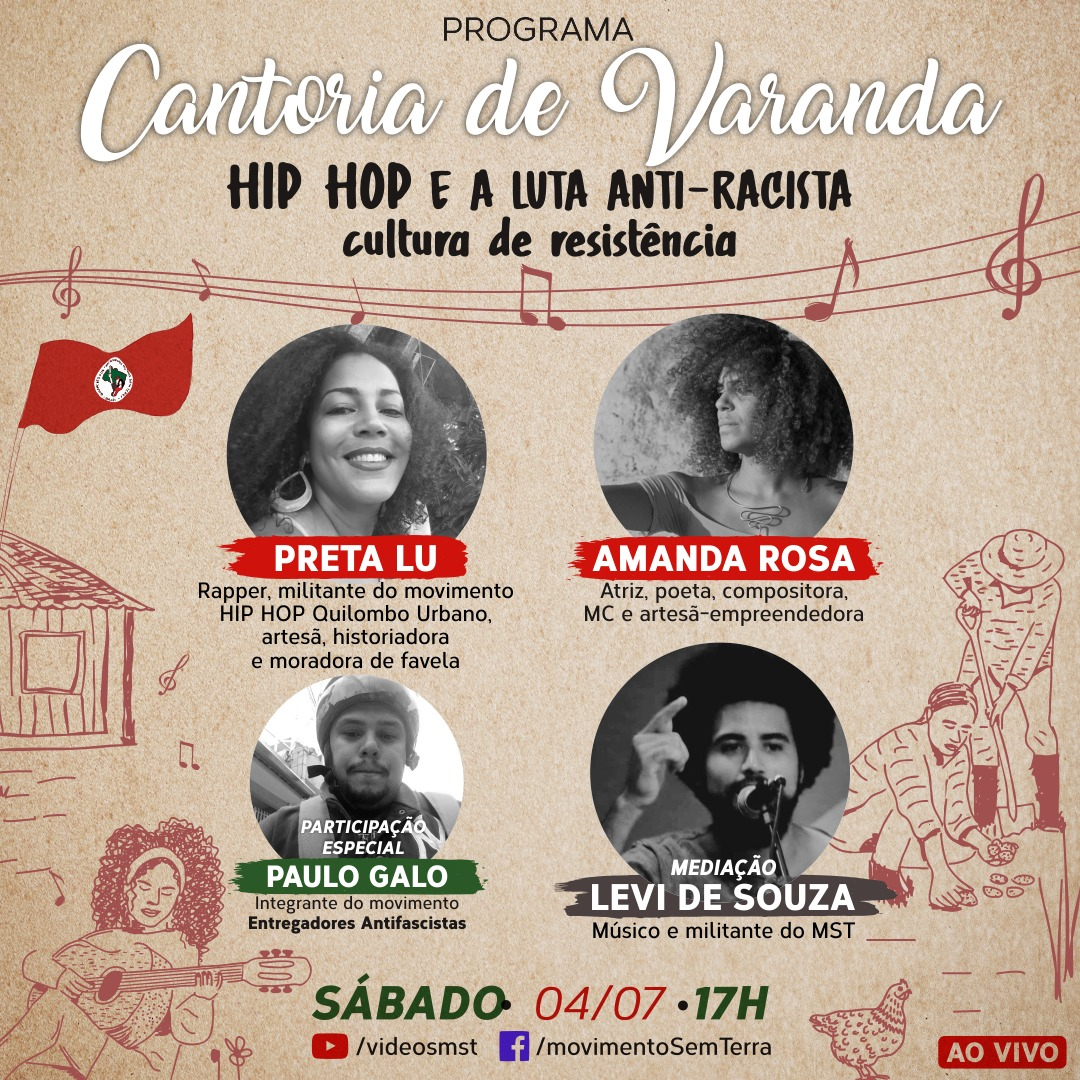 PROGRAMA
Cantoria de Varanda
HIP HOP E A LUTA ANTI-RACISTA
cultura de resistência
PRETA LU
Rapper, militante do movimento
HIP HOP Quilombo Urbano,
artesã, historiadora
e moradora de favela
AMANDA ROSA
Atriz, poeta, compositora,
MC e artesã-empreendedora
PARTICIPAÇÃO
ESPECIAL
PAULO GALO
Integrante do movimento
Entregadores Antifascistas
MEDIAÇÃO
LEVI DE SOUZA
Músico e militante do MST
SÁBADO • 04/07 • 17H
/videosmst /movimentoSemTerra
AO VIVO